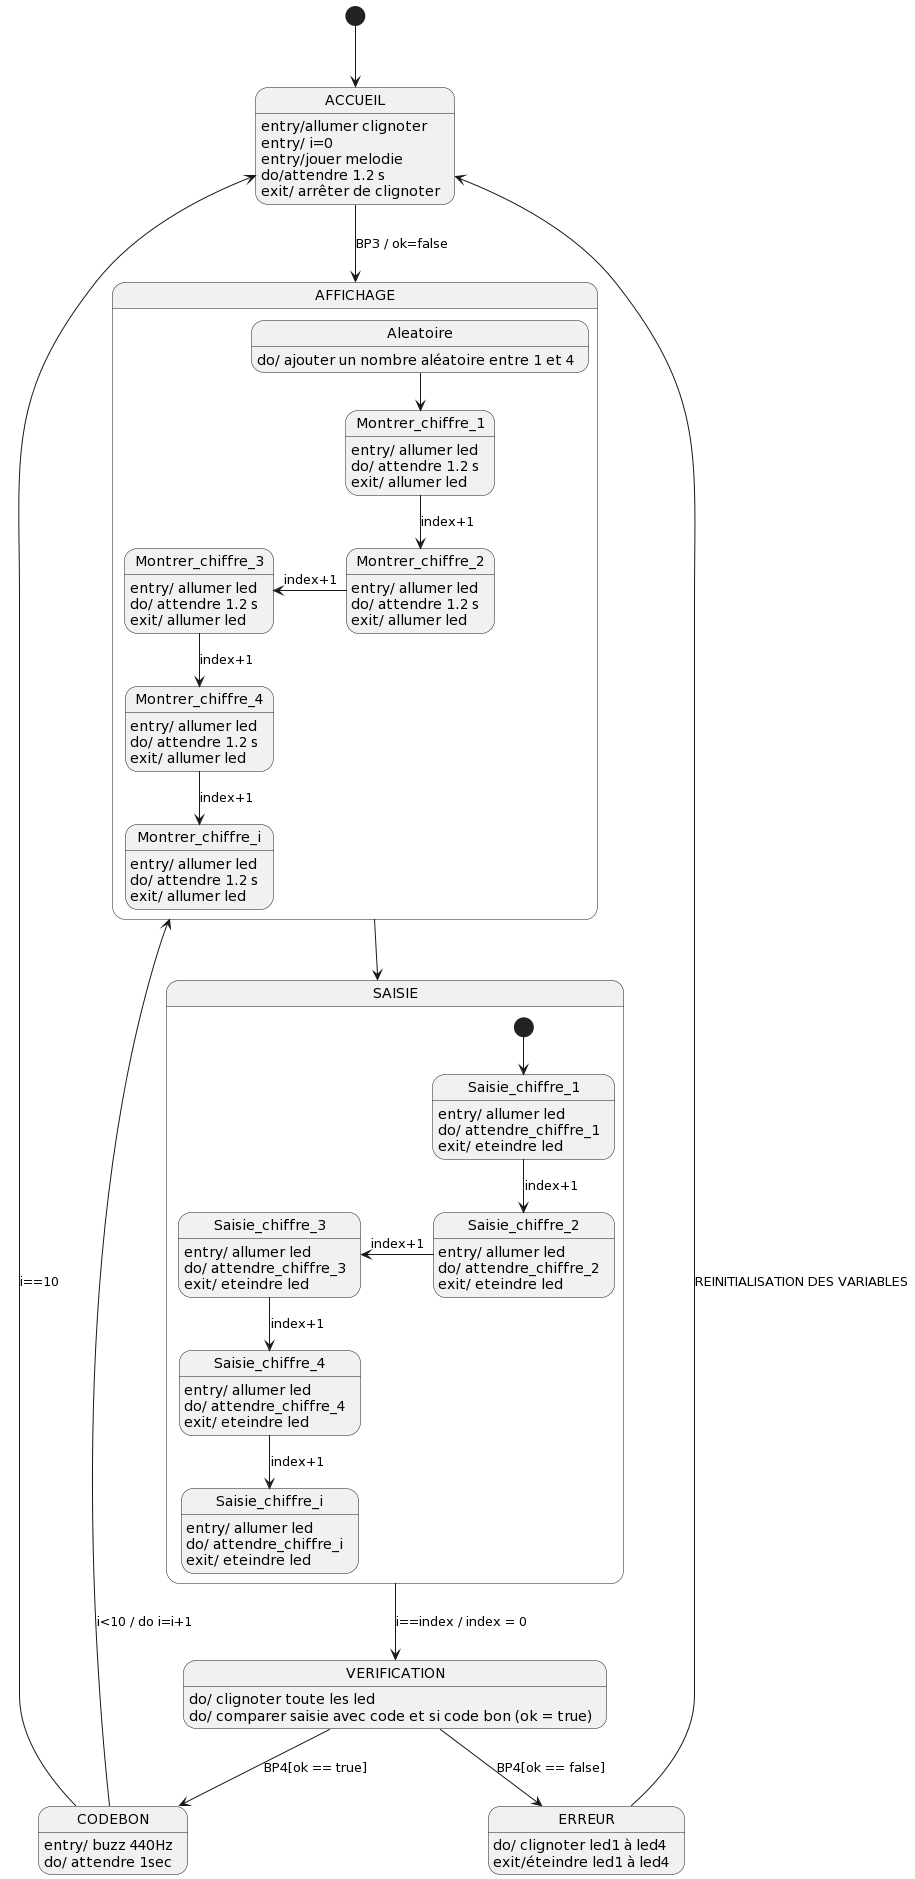 ACCUEIL
entry/allumer clignoter
entry/ i=0
entry/jouer melodie
do/attendre 1.2 s
exit/ arrêter de clignoter
BP3 / ok=false
AFFICHAGE
Aleatoire
do/ ajouter un nombre aléatoire entre 1 et 4
Montrer_chiffre_1
entry/ allumer led
do/ attendre 1.2 s
exit/ allumer led
index+1
Montrer_chiffre_2
entry/ allumer led
do/ attendre 1.2 s
exit/ allumer led
index+1
Montrer_chiffre_3
entry/ allumer led
do/ attendre 1.2 s
exit/ allumer led
index+1
Montrer_chiffre_4
entry/ allumer led
do/ attendre 1.2 s
exit/ allumer led
index+1
Montrer_chiffre_i
entry/ allumer led
do/ attendre 1.2 s
exit/ allumer led
SAISIE
Saisie_chiffre_1
entry/ allumer led
do/ attendre_chiffre_1
exit/ eteindre led
index+1
Saisie_chiffre_2
entry/ allumer led
do/ attendre_chiffre_2
exit/ eteindre led
index+1
Saisie_chiffre_3
entry/ allumer led
do/ attendre_chiffre_3
exit/ eteindre led
index+1
Saisie_chiffre_4
entry/ allumer led
do/ attendre_chiffre_4
exit/ eteindre led
index+1
Saisie_chiffre_i
entry/ allumer led
do/ attendre_chiffre_i
exit/ eteindre led
i==10
REINITIALISATION DES VARIABLES
i<10 / do i=i+1
i==index / index = 0
VERIFICATION
do/ clignoter toute les led
do/ comparer saisie avec code et si code bon (ok = true)
BP4[ok == true]
BP4[ok == false]
CODEBON
entry/ buzz 440Hz
do/ attendre 1sec
ERREUR
do/ clignoter led1 à led4
exit/éteindre led1 à led4